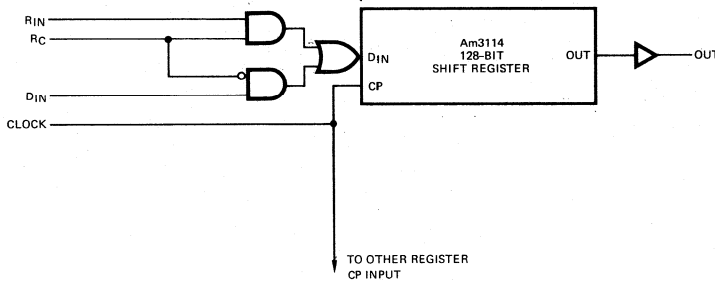 RIN
RC
DIN
CLOCK
DIN
CP
Am3114
128-BIT
SHIFT REGISTER
OUT
OUT
TO OTHER REGISTER
CP INPUT